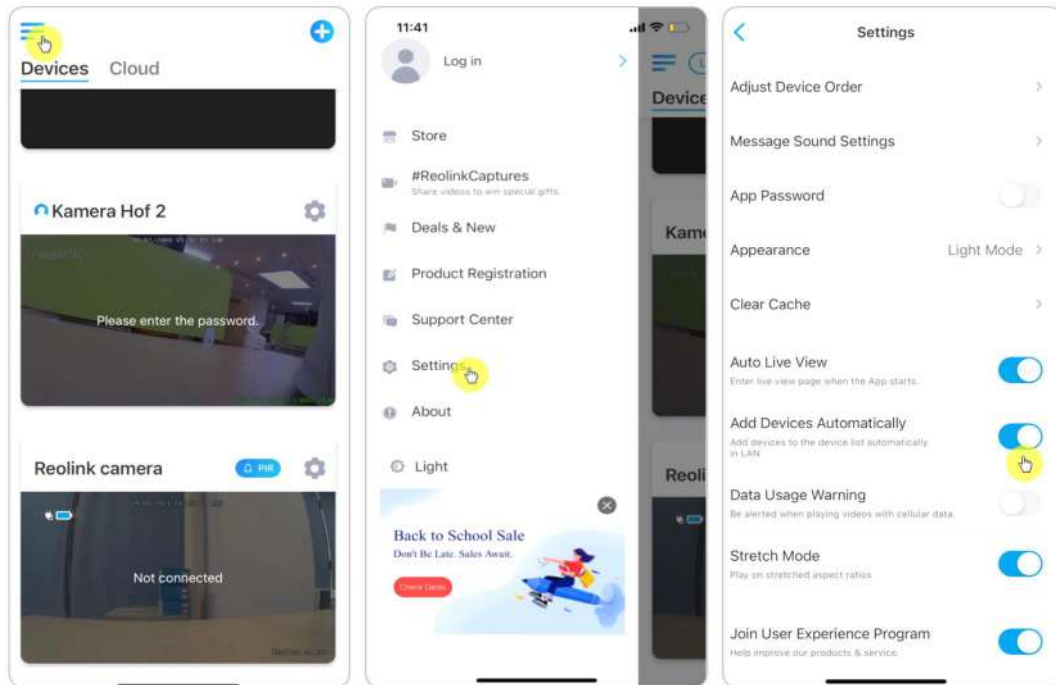 Devices Cloud
Kamera Hof 2
reolink
Please enter the password.
Reolink camera
PIR
Not connected
11:41
Log in
Store
#ReolinkCaptures
Share videos to win special gifts.
Deals & New
Product Registration
Support Center
Settings
About
Light
Back to School Sale
Don't Be Late. Sales Await.
Check Deals
L
Device
Kam
Reoli
Settings
Adjust Device Order
Message Sound Settings
App Password
Appearance Light Mode
Clear Cache
Auto Live View
Enter live view page when the App starts.
Add Devices Automatically
Add devices to the device list automatically
in LAN
Data Usage Warning
Be alerted when playing videos with cellular data.
Stretch Mode
Play on stretched aspect ratios
Join User Experience Program
Help improve our products & service.